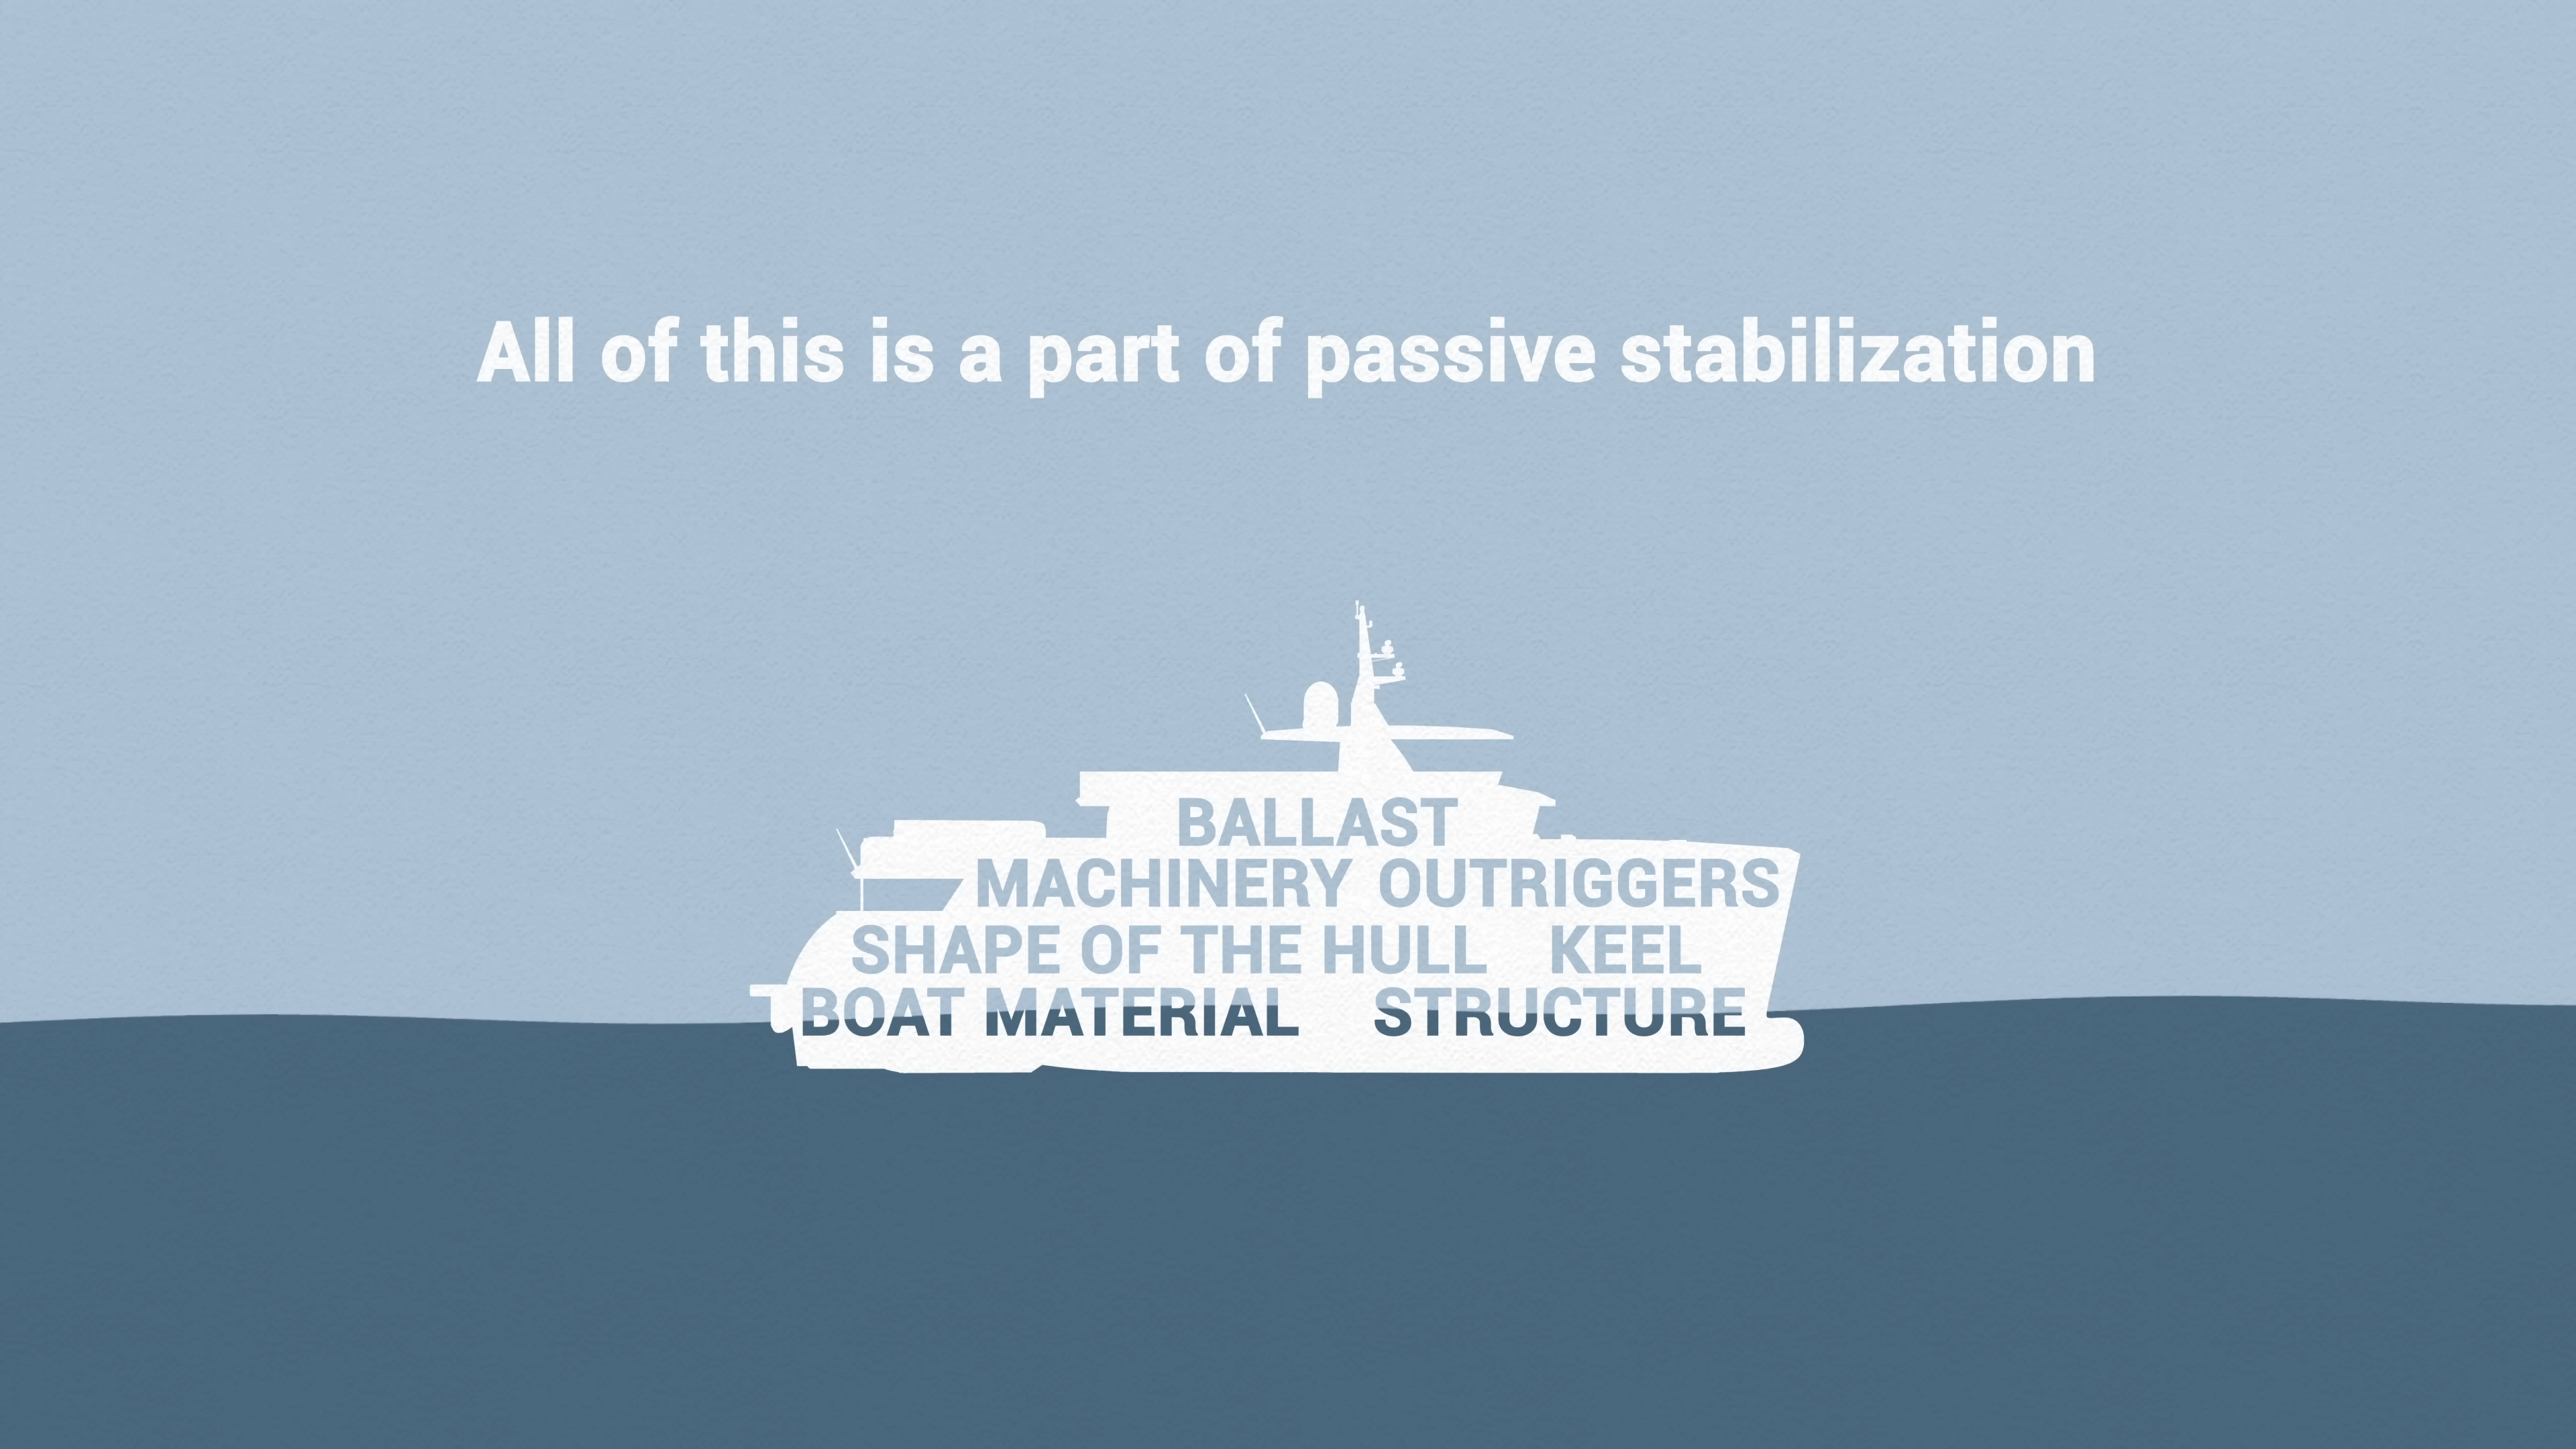 All of this is a part of passive stabilization
BALLAST
MACHINERY OUTRIGGERS
SHAPE OF THE HULL KEEL
BOAT MATERIAL STRUCTURE